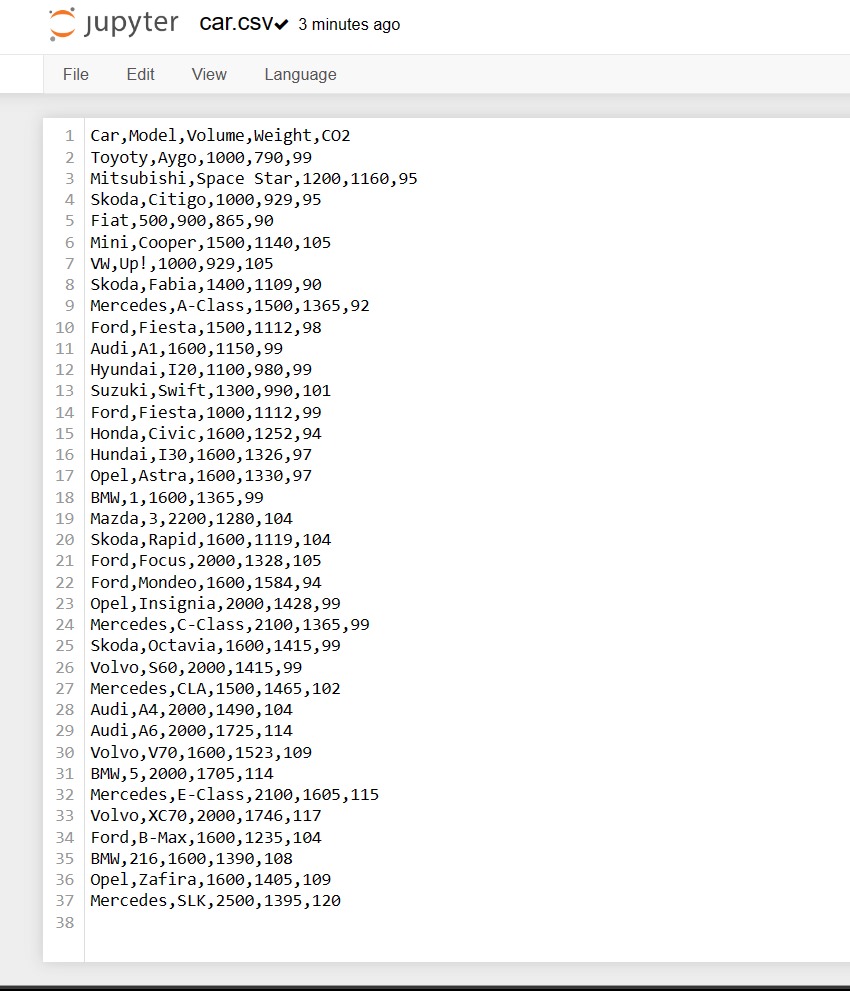 jupyter car.csv✔ 3 minutes ago
File Edit View Language
1 Car,Model,Volume,Weight,CO2
2 Toyoty,Aygo,1000,790,99
3 Mitsubishi,Space Star,1200,1160,95
4 Skoda,Citigo,1000,929,95
5 Fiat,500,900,865,90
6 Mini,Cooper,1500,1140,105
7 VW,Up!,1000,929,105
8 Skoda,Fabia,1400,1109,90
9 Mercedes,A-Class,1500,1365,92
10 Ford,Fiesta,1500,1112,98
11 Audi,A1,1600,1150,99
12 Hyundai,I20,1100,980,99
13 Suzuki,Swift,1300,990,101
14 Ford,Fiesta,1000,1112,99
15 Honda,Civic,1600,1252,94
16 Hundai,I30,1600,1326,97
17 Opel,Astra,1600,1330,97
18 BMW,1,1600,1365,99
19 Mazda,3,2200,1280,104
20 Skoda,Rapid,1600,1119,104
21 Ford,Focus,2000,1328,105
22 Ford,Mondeo,1600,1584,94
23 Opel,Insignia,2000,1428,99
24 Mercedes,C-Class,2100,1365,99
25 Skoda,Octavia,1600,1415,99
26 Volvo,S60,2000,1415,99
27 Mercedes,CLA,1500,1465,102
28 Audi,A4,2000,1490,104
29 Audi,A6,2000,1725,114
30 Volvo,V70,1600,1523,109
31 BMW,5,2000,1705,114
32 Mercedes,E-Class,2100,1605,115
33 Volvo,XC70,2000,1746,117
34 Ford,B-Max,1600,1235,104
35 BMW,216,1600,1390,108
36 Opel,Zafira,1600,1405,109
37 Mercedes,SLK,2500,1395,120
38